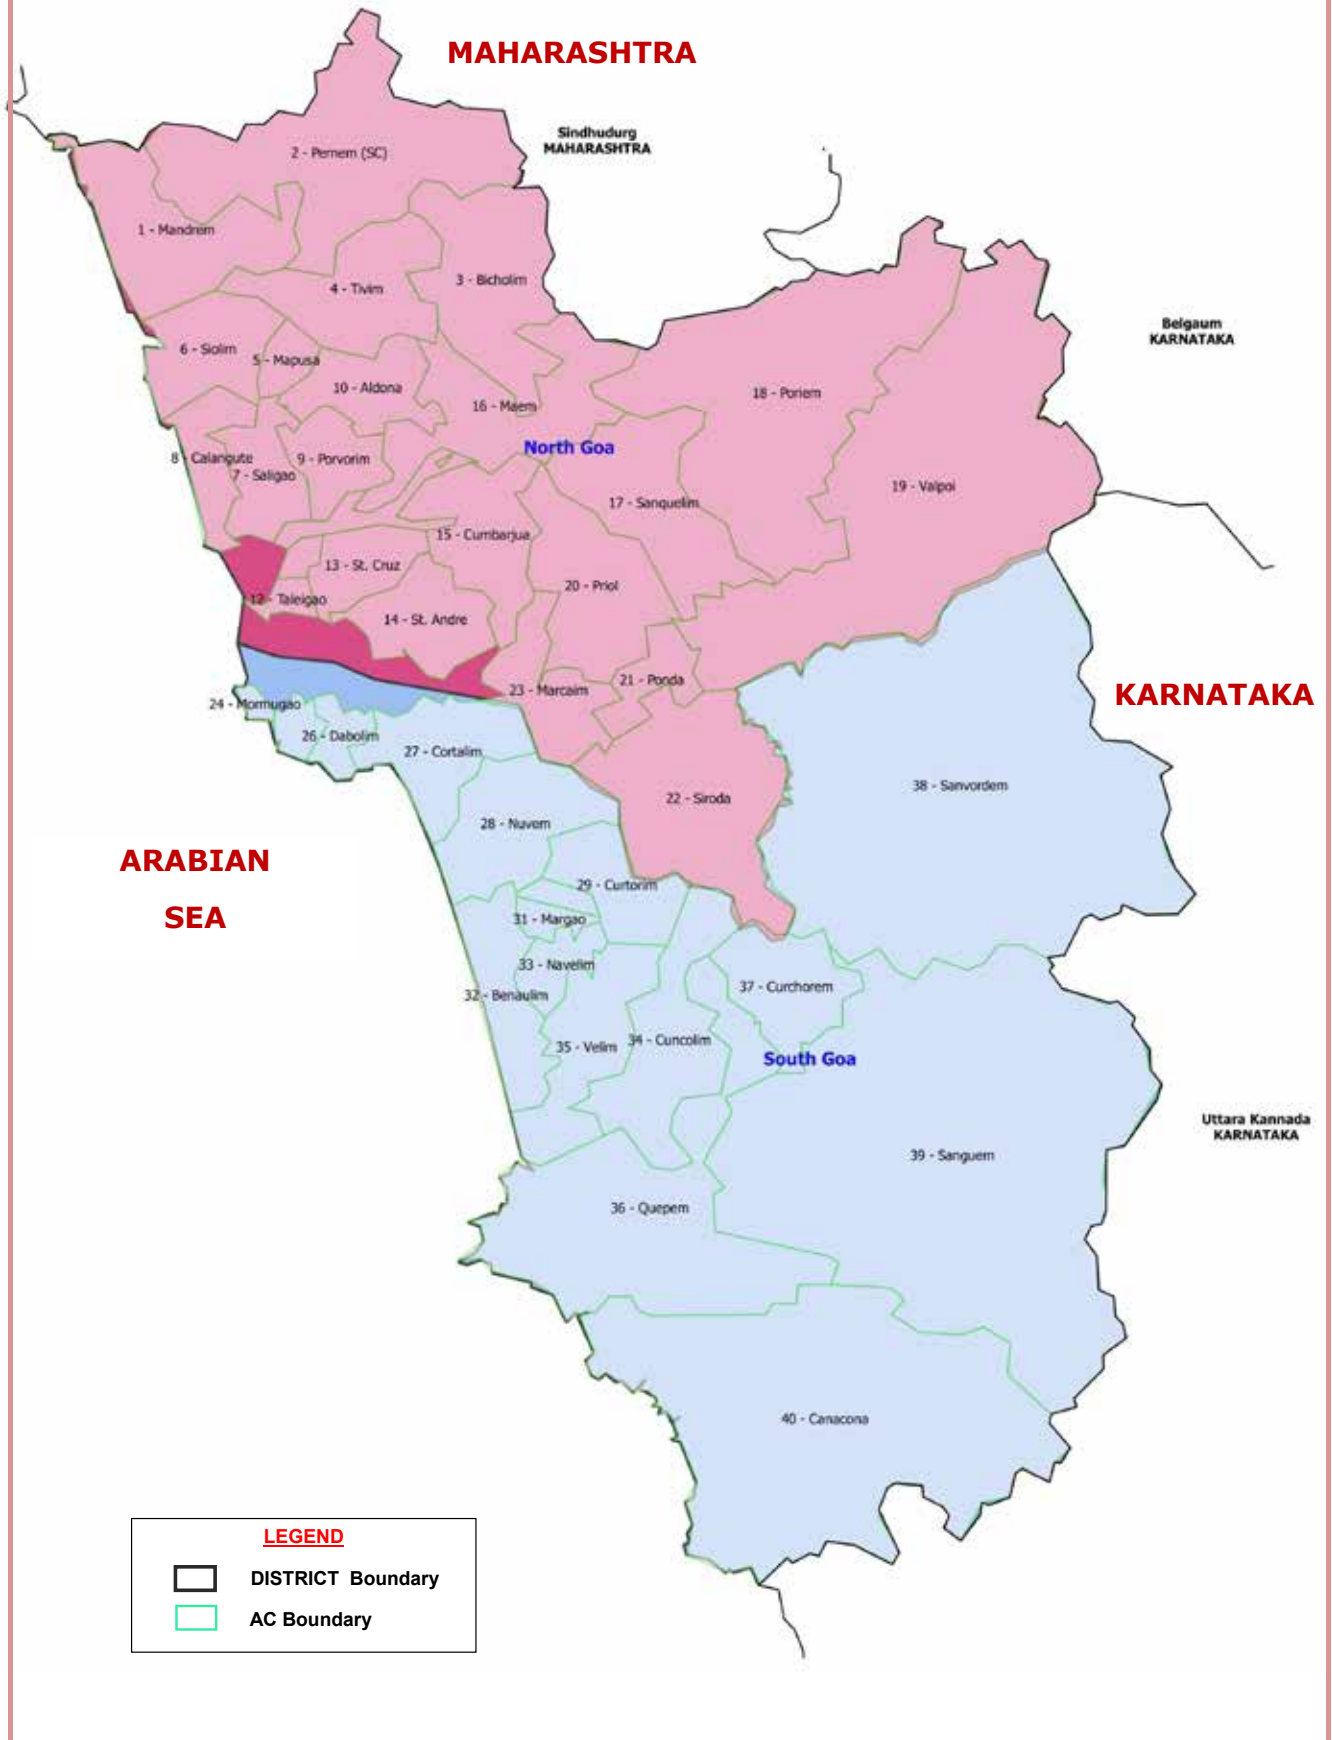 MAHARASHTRA
Sindhudurg
MAHARASHTRA
2 - Pernem (SC)
1 - Mandrem
3 - Bicholim
4 - Tivim
Belgaum
KARNATAKA
6 - Siolim
5 - Mapusa
10 - Aldona
18 - Poriem
16 - Maem
North Goa
8 - Calangute
9 - Porvorim
7 - Saligao
19 - Valpoi
17 - Sanquelim
15 - Cumbarjua
13 - St. Cruz
20 - Priol
12 - Taleigao
14 - St. Andre
21 - Ponda
23 - Marcaim
KARNATAKA
24 - Mormugao
26 - Dabolim
27 - Cortalim
38 - Sanvordem
22 - Siroda
28 - Nuvem
ARABIAN
SEA
29 - Curtorim
31 - Margao
33 - Navelim
32 - Benaulim
37 - Curchorem
34 - Cuncolim
35 - Velim
South Goa
Uttara Kannada
KARNATAKA
39 - Sanguem
36 - Quepem
40 - Canacona
LEGEND
DISTRICT Boundary
AC Boundary